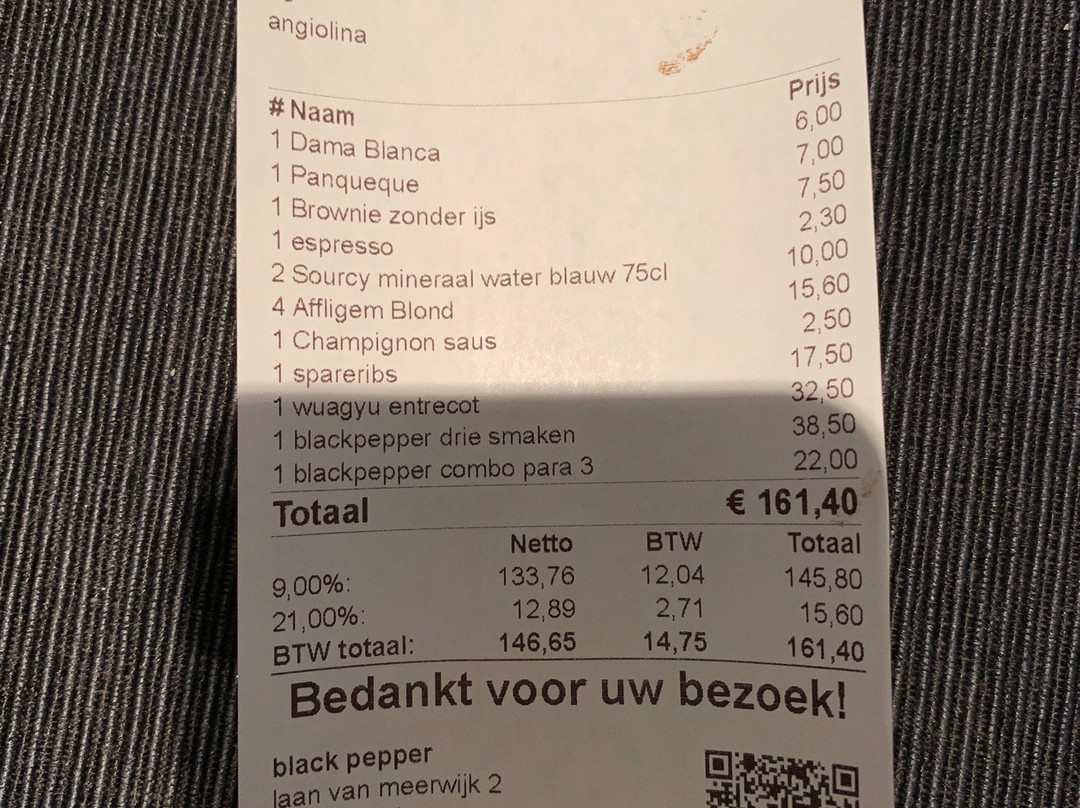 angiolina
# Naam Prijs
1 Dama Blanca 6,00
1 Panqueque 7,00
1 Brownie zonder ijs 7,50
1 espresso 2,30
2 Sourcy mineraal water blauw 75cl 10,00
4 Affligem Blond 15,60
1 Champignon saus 2,50
1 spareribs 17,50
1 wuagyu entrecot 32,50
1 blackpepper drie smaken 38,50
1 blackpepper combo para 3 22,00
Totaal € 161,40
Netto BTW Totaal
9,00%: 133,76 12,04 145,80
21,00%: 12,89 2,71 15,60
BTW totaal: 146,65 14,75 161,40
Bedankt voor uw bezoek!
black pepper
laan van meerwijk 2